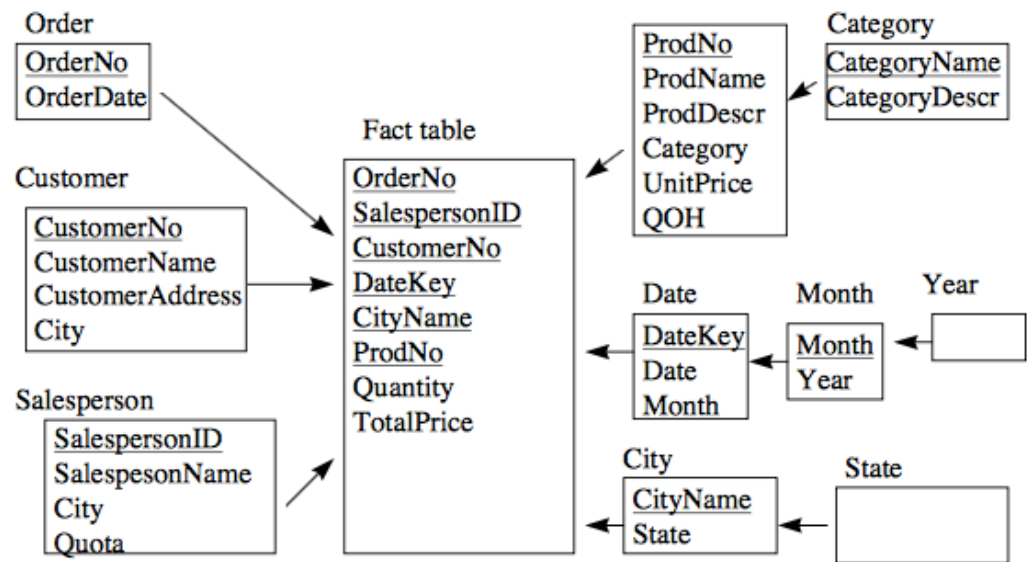 Order
OrderNo
OrderDate
Customer
CustomerNo
CustomerName
CustomerAddress
City
Salesperson
SalespersonID
SalespesonName
City
Quota
Fact table
OrderNo
SalespersonID
CustomerNo
DateKey
CityName
ProdNo
Quantity
TotalPrice
ProdNo
ProdName
ProdDescr
Category
UnitPrice
QOH
Category
CategoryName
CategoryDescr
Date
DateKey
Date
Month
Month
Month
Year
Year
City
CityName
State
State